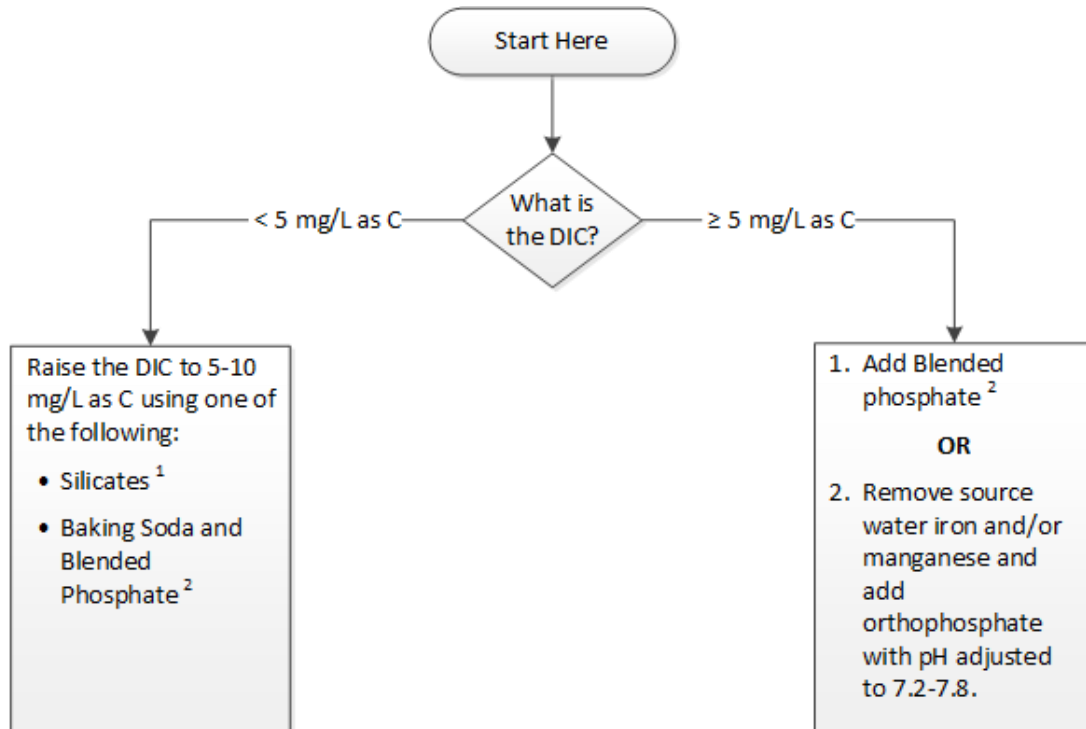 Start Here
What is
the DIC?
< 5 mg/L as C
≥ 5 mg/L as C
Raise the DIC to 5-10
mg/L as C using one of
the following:
• Silicates 1
• Baking Soda and
Blended
Phosphate 2
1. Add Blended
phosphate 2
OR
2. Remove source
water iron and/or
manganese and
add
orthophosphate
with pH adjusted
to 7.2-7.8.